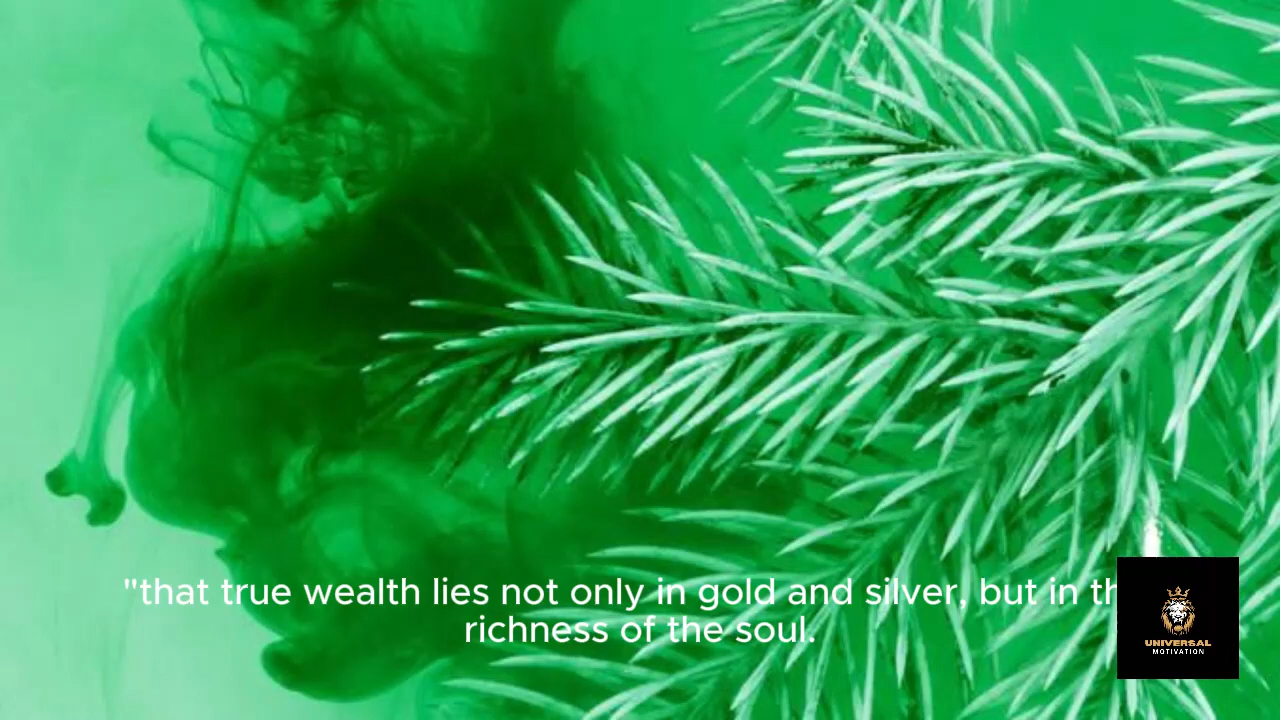 "that true wealth lies not only in gold and silver, but in th
richness of the soul.
UNIVERSAL
MOTIVATION